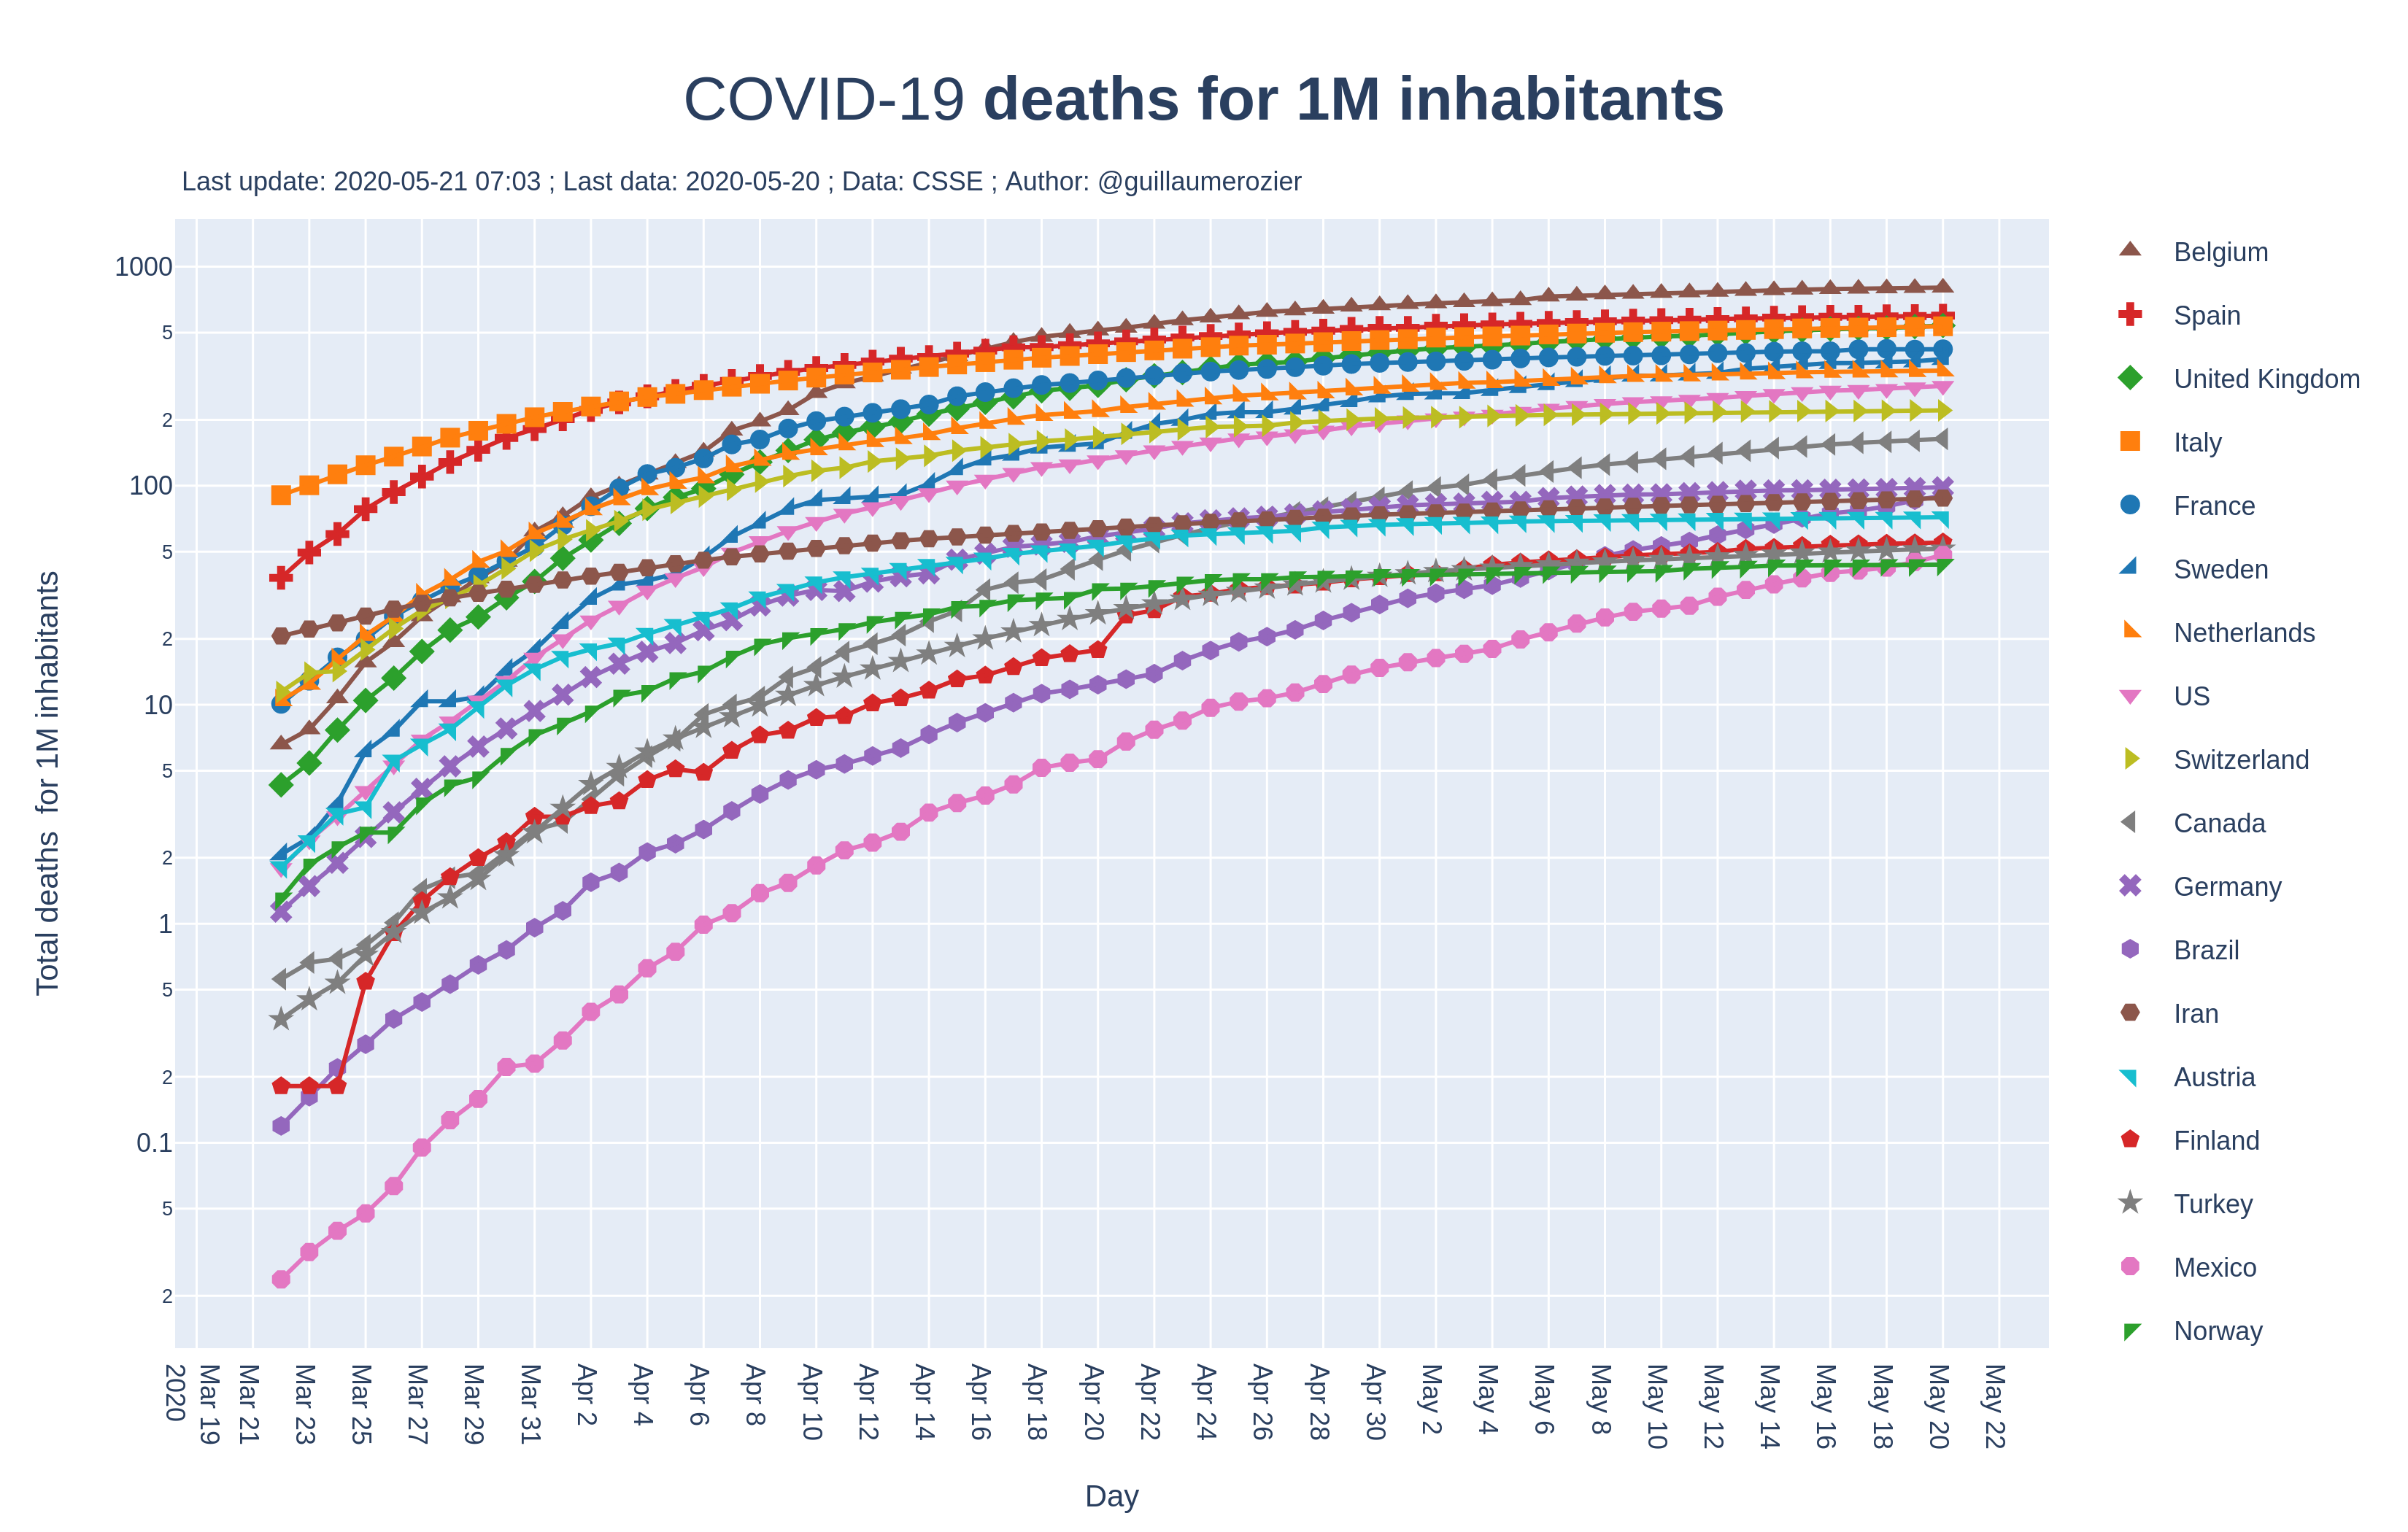 COVID-19 deaths for 1M inhabitants
Last update: 2020-05-21 07:03 ; Last data: 2020-05-20 ; Data: CSSE ; Author: @guillaumerozier
Total deaths for 1M inhabitants
1000
5
2
100
5
2
10
5
2
1
5
2
0.1
5
2
Mar 19
2020
Mar 21
Mar 23
Mar 25
Mar 27
Mar 29
Mar 31
Apr 2
Apr 4
Apr 6
Apr 8
Apr 10
Apr 12
Apr 14
Apr 16
Apr 18
Apr 20
Apr 22
Apr 24
Apr 26
Apr 28
Apr 30
May 2
May 4
May 6
May 8
May 10
May 12
May 14
May 16
May 18
May 20
May 22
Day
Belgium
Spain
United Kingdom
Italy
France
Sweden
Netherlands
US
Switzerland
Canada
Germany
Brazil
Iran
Austria
Finland
Turkey
Mexico
Norway